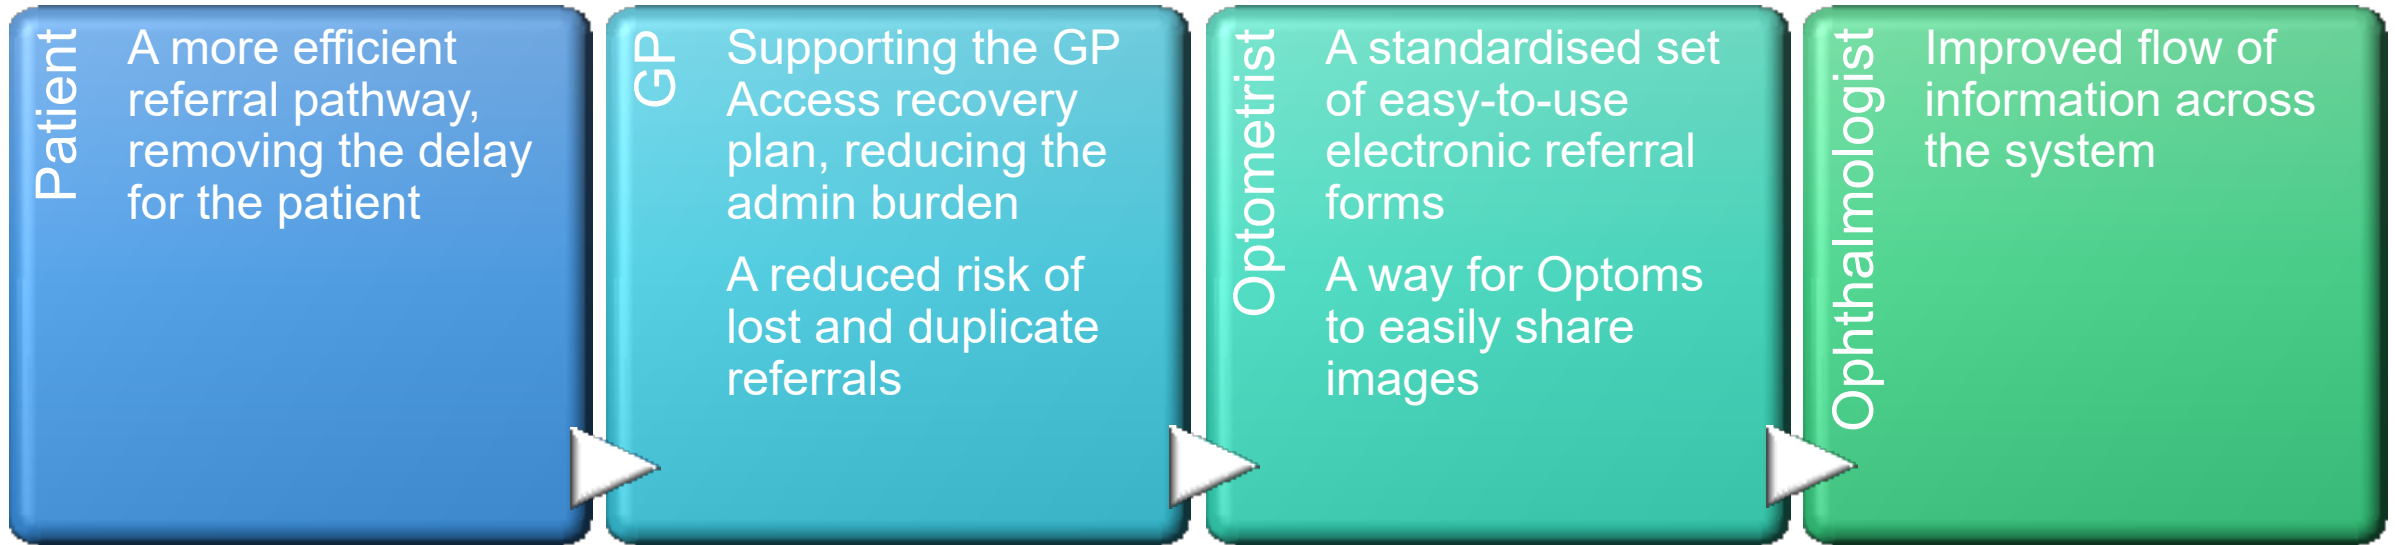 Patient
A more efficient
referral pathway,
removing the delay
for the patient
GP
Supporting the GP
Access recovery
plan, reducing the
admin burden
A reduced risk of
lost and duplicate
referrals
Optometrist
A standardised set
of easy-to-use
electronic referral
forms
A way for Optoms
to easily share
images
Ophthalmologist
Improved flow of
information across
the system